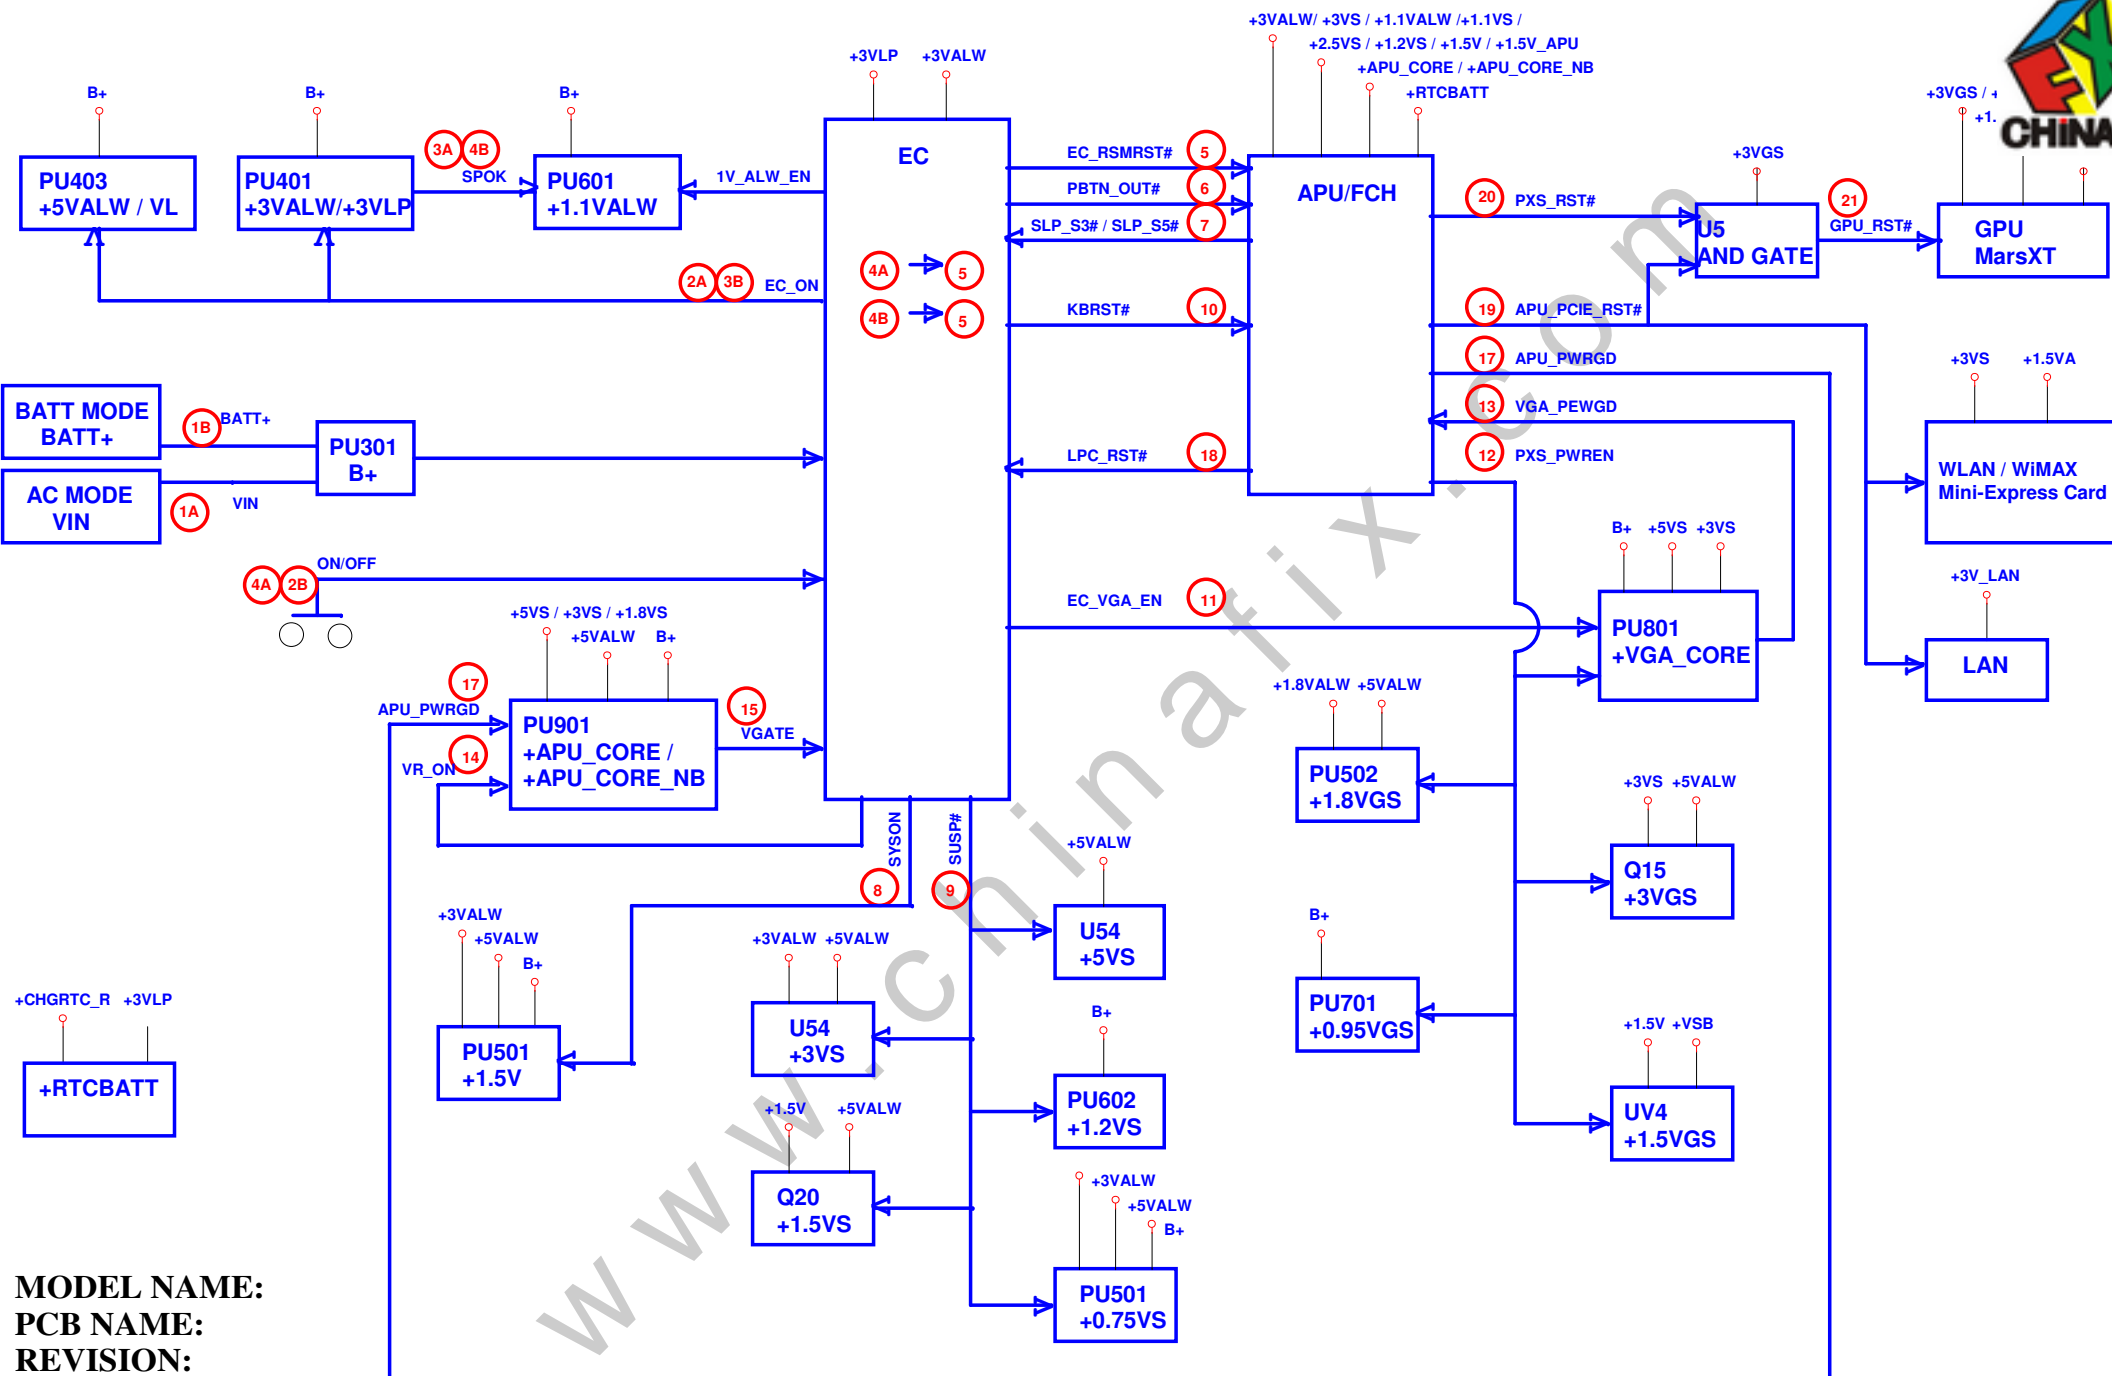 +3VALW/ +3VS / +1.1VALW /+1.1VS /
+2.5VS / +1.2VS / +1.5V / +1.5V_APU
+APU_CORE / +APU_CORE_NB
+RTCBATT
+3VLP +3VALW
B+
B+
B+
+3VGS /
+1.
CHINA
PU403
+5VALW / VL
PU401
+3VALW/+3VLP
3A 4B
SPOK
PU601
+1.1VALW
1V_ALW_EN
EC
EC_RSMRST# 5
PBTN_OUT# 6
SLP_S3# / SLP_S5# 7
APU/FCH
20 PXS_RST#
+3VGS
U5
AND GATE
21
GPU_RST#
GPU
MarsXT
2A 3B EC_ON
4A 5
4B 5
KBRST# 10
19 APU_PCIE_RST#
17 APU_PWRGD
13 VGA_PEWGD
12 PXS_PWREN
LPC_RST# 18
+3VS +1.5VA
WLAN / WiMAX
Mini-Express Card
BATT MODE
BATT+
1B BATT+
AC MODE
VIN
1A VIN
PU301
B+
ON/OFF
4A 2B
EC_VGA_EN 11
B+ +5VS +3VS
PU801
+VGA_CORE
+3V_LAN
LAN
+5VS / +3VS / +1.8VS
+5VALW B+
17
APU_PWRGD
14
VR_ON
PU901
+APU_CORE /
+APU_CORE_NB
15
VGATE
+1.8VALW +5VALW
PU502
+1.8VGS
+3VS +5VALW
Q15
+3VGS
SYSON
8
SUSP#
9
+5VALW
U54
+5VS
+3VALW
+5VALW
B+
PU501
+1.5V
+3VALW +5VALW
U54
+3VS
B+
PU701
+0.95VGS
B+
PU602
+1.2VS
+1.5V +VSB
UV4
+1.5VGS
+CHGRTC_R +3VLP
+RTCBATT
+1.5V +5VALW
Q20
+1.5VS
+3VALW
+5VALW
B+
PU501
+0.75VS
MODEL NAME:
PCB NAME:
REVISION:
www.chinafix.com